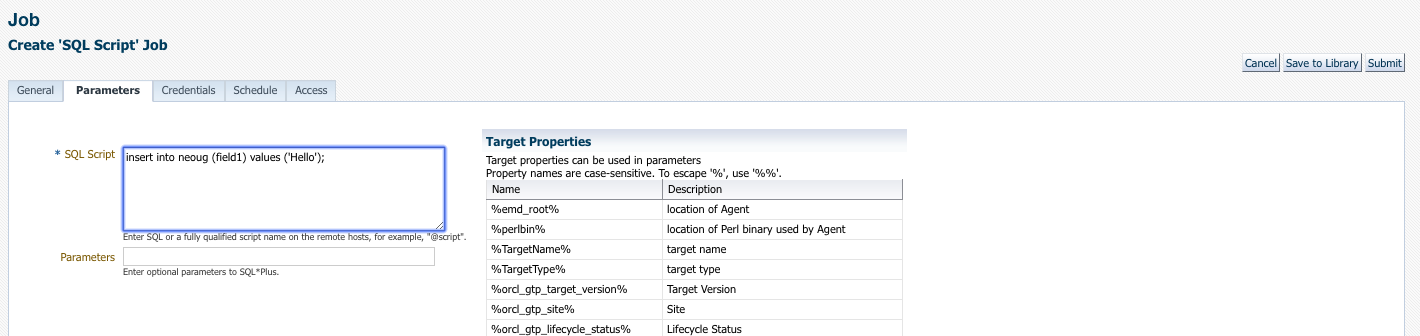 Job
Create 'SQL Script' Job
Cancel Save to Library Submit
General Parameters Credentials Schedule Access
* SQL Script
insert into neoug (field1) values ('Hello');
Enter SQL or a fully qualified script name on the remote hosts, for example, "@script".
Parameters
Enter optional parameters to SQL*Plus.
Target Properties
Target properties can be used in parameters
Property names are case-sensitive. To escape '%', use '%%'.
Name Description
%emd_root% location of Agent
%perlbin% location of Perl binary used by Agent
%TargetName% target name
%TargetType% target type
%orcl_gtp_target_version% Target Version
%orcl_gtp_site% Site
%orcl_gtp_lifecycle_status% Lifecycle Status